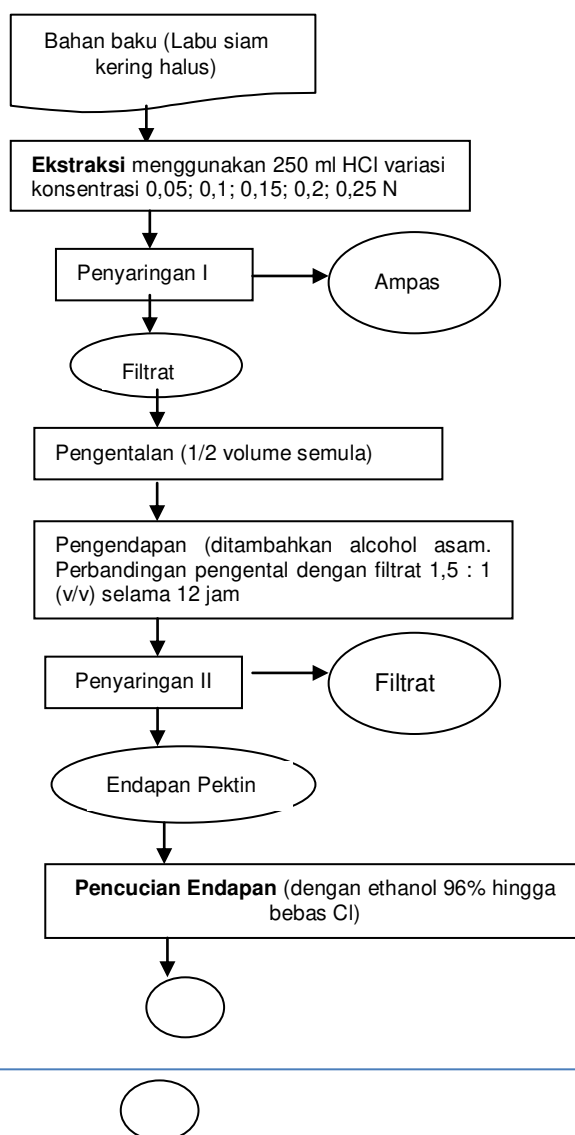 Bahan baku (Labu siam
kering halus)
Ekstraksi menggunakan 250 ml HCl variasi
konsentrasi 0,05; 0,1; 0,15; 0,2; 0,25 N
Penyaringan I
Ampas
Filtrat
Pengentalan (1/2 volume semula)
Pengendapan (ditambahkan alcohol asam.
Perbandingan pengental dengan filtrat 1,5 : 1
(v/v) selama 12 jam
Penyaringan II
Filtrat
Endapan Pektin
Pencucian Endapan (dengan ethanol 96% hingga
bebas Cl)